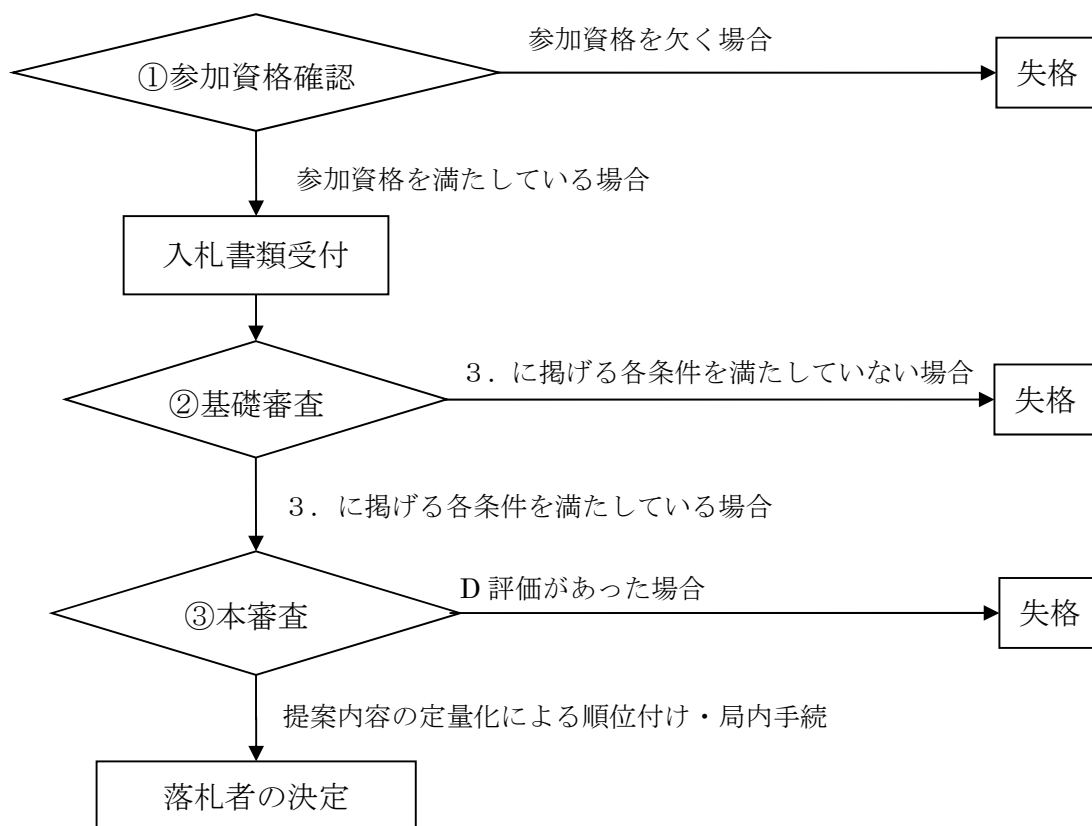 参加資格を欠く場合
①参加資格確認
失格
参加資格を満たしている場合
入札書類受付
3．に掲げる各条件を満たしていない場合
②基礎審査
失格
3．に掲げる各条件を満たしている場合
D 評価があった場合
③本審査
失格
提案内容の定量化による順位付け・局内手続
落札者の決定